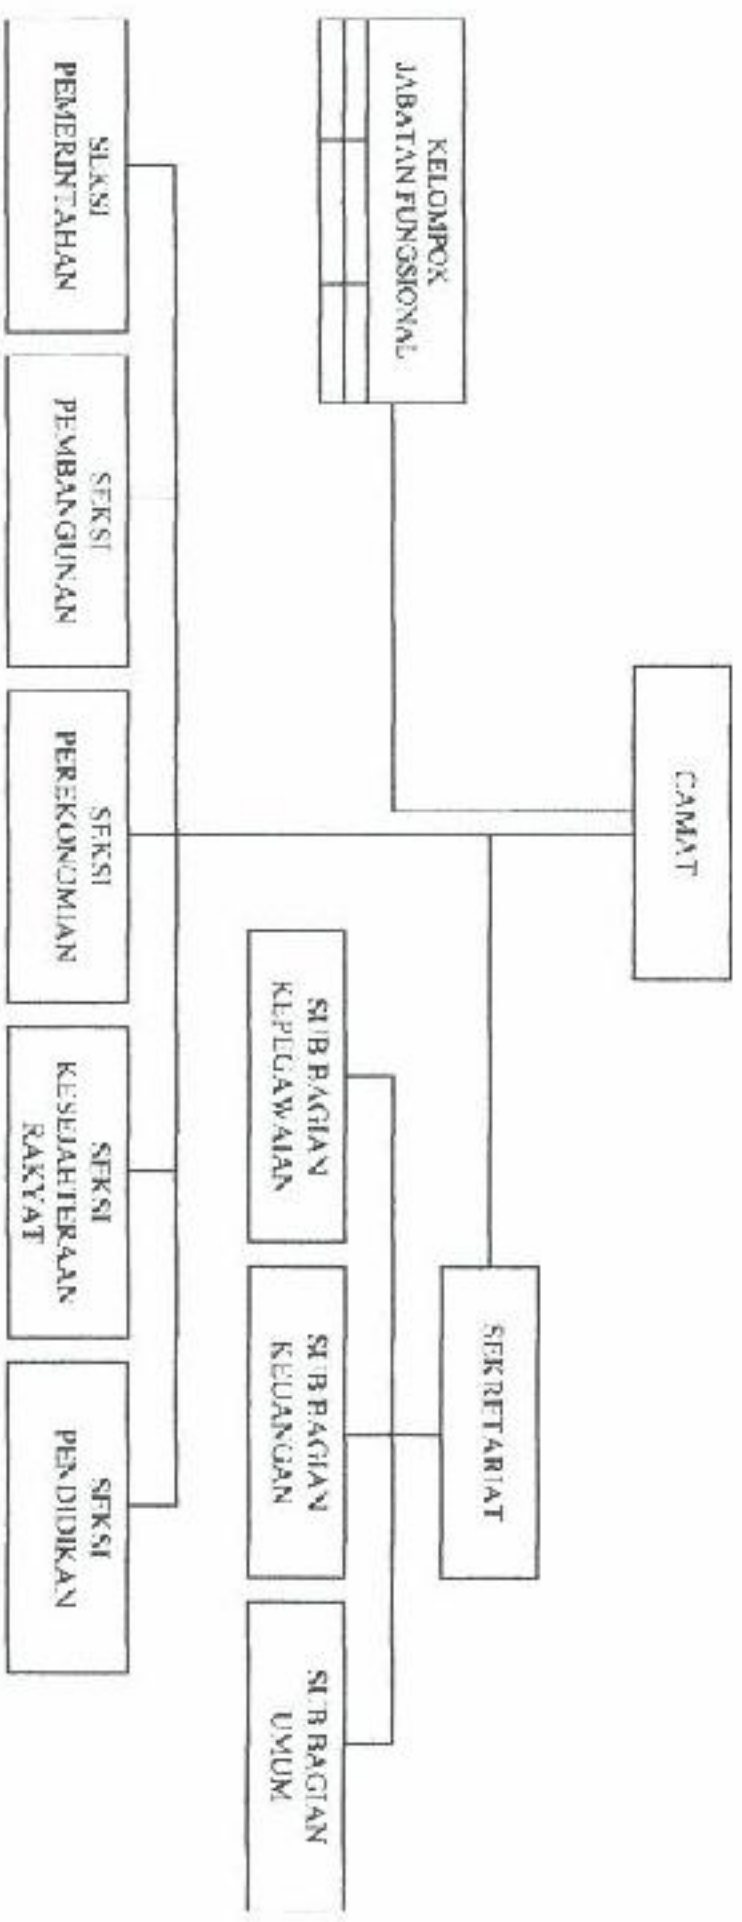 CAMAT
KELOMPOK
JABATAN FUNGSIONAL
SEKRETARIAT
SUB BAGIAN
KEPEGAWAIAN
SUB BAGIAN
KEUANGAN
SUB BAGIAN
UMUM
SEKSI
PEMERINTAHAN
SEKSI
PEMBANGUNAN
SEKSI
PEREKONOMIAN
SEKSI
KESEJAHTERAAN
RAKYAT
SEKSI
PENDIDIKAN